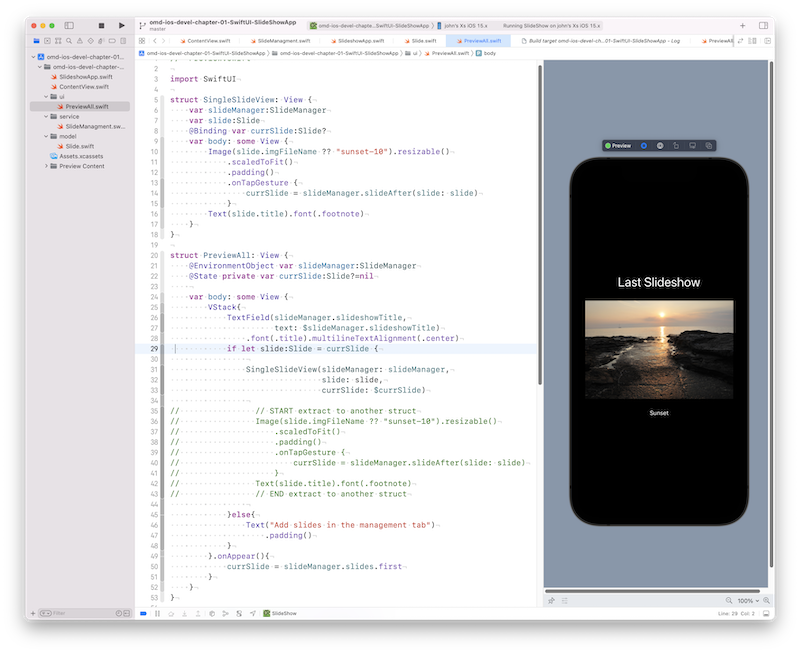 omd-ios-devel-chapter-01-SwiftUI-SlideShowApp
master
omd-ios-devel-chapte...SwiftUI-SlideShowApp
john's Xs iOS 15.x
Running SlideShow on john's Xs iOS 15.x
ContentView.swift
SlideManagment.swift
SlideshowApp.swift
Slide.swift
PreviewAll.swift
Build target omd-ios-devel-ch...01-SwiftUI-SlideShowApp - Log
PreviewAll
omd-ios-devel-chapter-01-SwiftUI-SlideShowApp
omd-ios-devel-chapter-01-SwiftUI-SlideShowApp
ui
PreviewAll.swift
body
omd-ios-devel-chapter-01...
omd-ios-devel-chapter-...
SlideshowApp.swift
ContentView.swift
ui
PreviewAll.swift
service
SlideManagment.sw...
model
Slide.swift
Assets.xcassets
Preview Content
Filter
2
3 import SwiftUI
4
5 struct SingleSlideView: View {
6 var slideManager:SlideManager
7 var slide:Slide
8 @Binding var currSlide:Slide?
9 var body: some View {
10 Image(slide.imgFileName ?? "sunset-10").resizable()
11 .scaledToFit()
12 .padding()
13 .onTapGesture {
14 currSlide = slideManager.slideAfter(slide: slide)
15 }
16 Text(slide.title).font(.footnote)
17 }
18 }
19
20 struct PreviewAll: View {
21 @EnvironmentObject var slideManager:SlideManager
22 @State private var currSlide:Slide?=nil
23
24 var body: some View {
25 VStack{
26 TextField(slideManager.slideshowTitle,
27 text: $slideManager.slideshowTitle)
28 .font(.title).multilineTextAlignment(.center)
29 if let slide:Slide = currSlide {
30
31 SingleSlideView(slideManager: slideManager,
32 slide: slide,
33 currSlide: $currSlide)
34
35 // // START extract to another struct
36 // Image(slide.imgFileName ?? "sunset-10").resizable()
37 // .scaledToFit()
38 // .padding()
39 // .onTapGesture {
40 // currSlide = slideManager.slideAfter(slide: slide)
41 // }
42 // Text(slide.title).font(.footnote)
43 // // END extract to another struct
44
45 }else{
46 Text("Add slides in the management tab")
47 .padding()
48 }
49 }.onAppear(){
50 currSlide = slideManager.slides.first
51 }
52 }
53 }
Preview
Last Slideshow
Sunset
100%
SlideShow
Line: 29 Col: 2